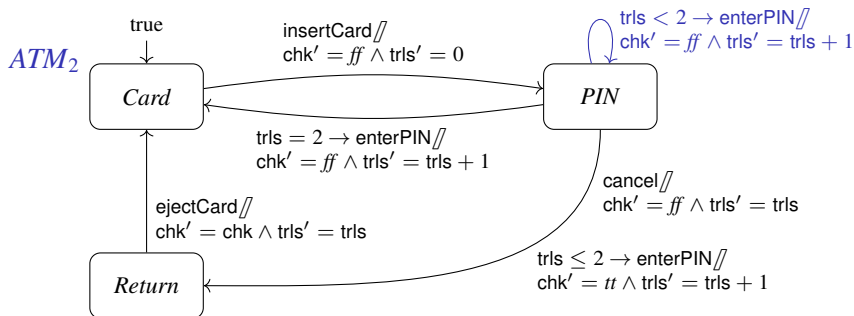 true
ATM₂
insertCard⫽
chk′ = ff ∧ trls′ = 0
trls < 2 → enterPIN⫽
chk′ = ff ∧ trls′ = trls + 1
Card
PIN
trls = 2 → enterPIN⫽
chk′ = ff ∧ trls′ = trls + 1
cancel⫽
chk′ = ff ∧ trls′ = trls
ejectCard⫽
chk′ = chk ∧ trls′ = trls
trls ≤ 2 → enterPIN⫽
chk′ = tt ∧ trls′ = trls + 1
Return